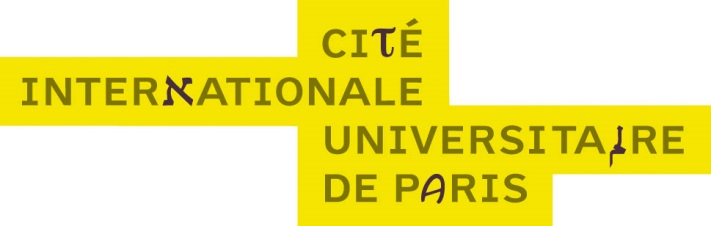 CITÉ
INTERNATIONALE
UNIVERSITAIRE
DE PARIS